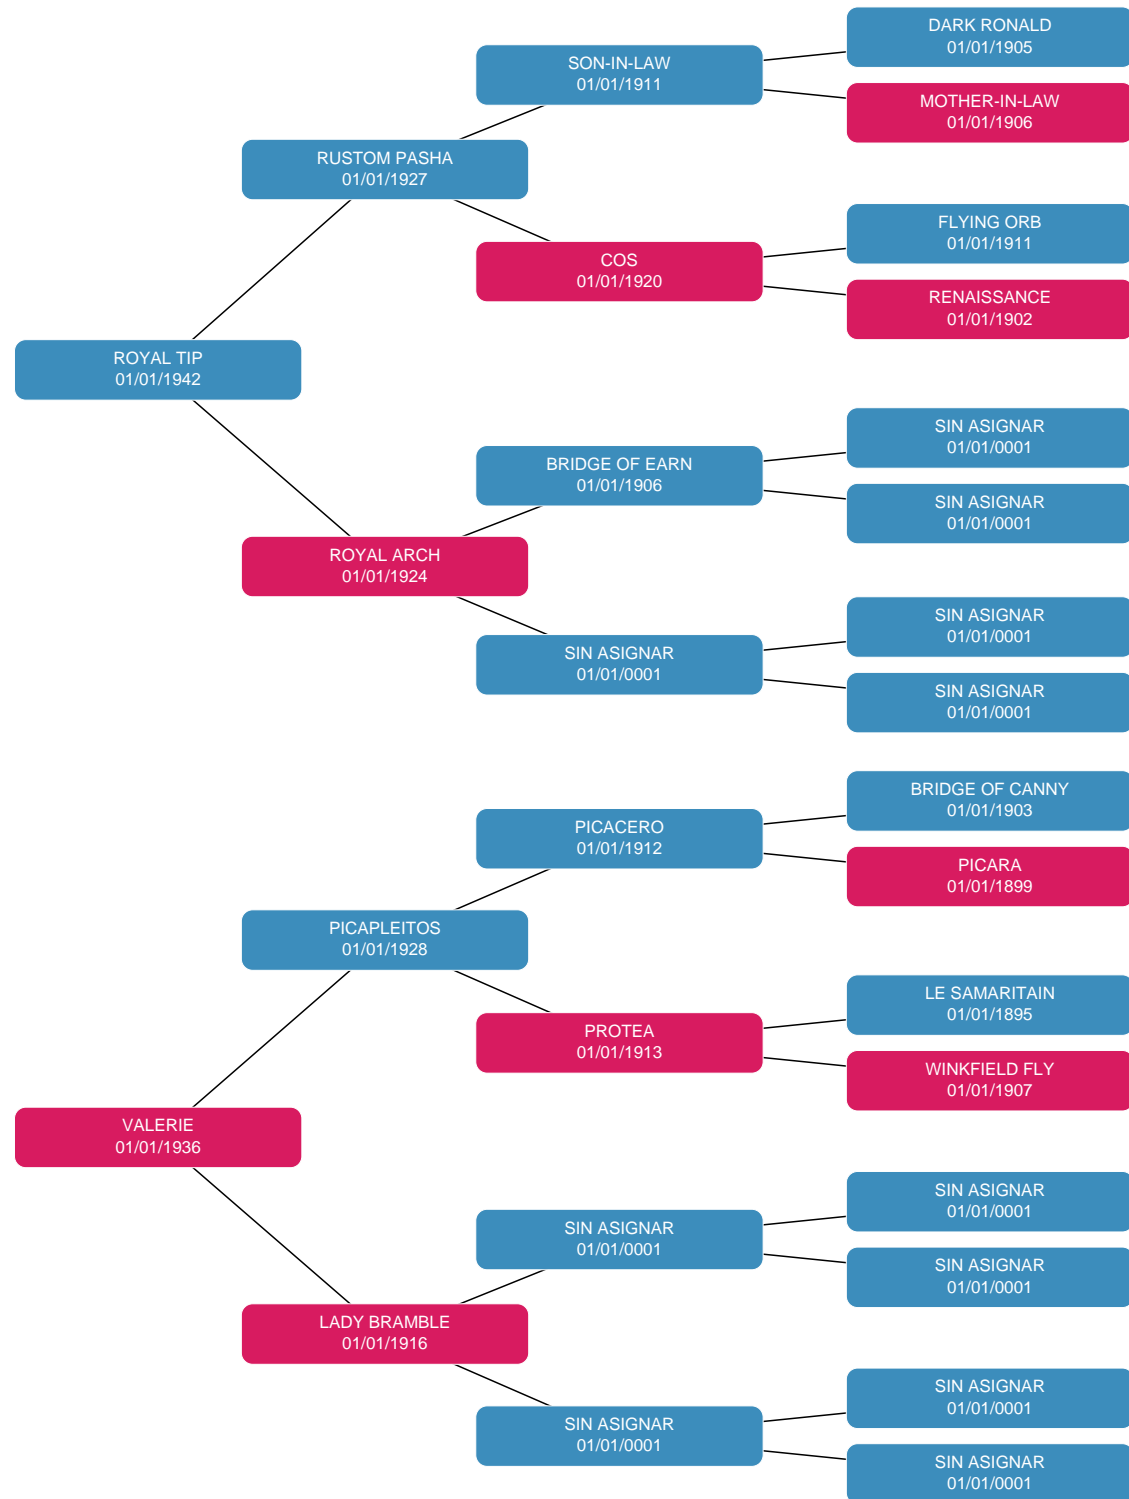 DARK RONALD
01/01/1905
SON-IN-LAW
01/01/1911
MOTHER-IN-LAW
01/01/1906
RUSTOM PASHA
01/01/1927
FLYING ORB
01/01/1911
COS
01/01/1920
RENAISSANCE
01/01/1902
ROYAL TIP
01/01/1942
SIN ASIGNAR
01/01/0001
BRIDGE OF EARN
01/01/1906
SIN ASIGNAR
01/01/0001
ROYAL ARCH
01/01/1924
SIN ASIGNAR
01/01/0001
SIN ASIGNAR
01/01/0001
SIN ASIGNAR
01/01/0001
BRIDGE OF CANNY
01/01/1903
PICACERO
01/01/1912
PICARA
01/01/1899
PICAPLEITOS
01/01/1928
LE SAMARITAIN
01/01/1895
PROTEA
01/01/1913
WINKFIELD FLY
01/01/1907
VALERIE
01/01/1936
SIN ASIGNAR
01/01/0001
SIN ASIGNAR
01/01/0001
SIN ASIGNAR
01/01/0001
LADY BRAMBLE
01/01/1916
SIN ASIGNAR
01/01/0001
SIN ASIGNAR
01/01/0001
SIN ASIGNAR
01/01/0001